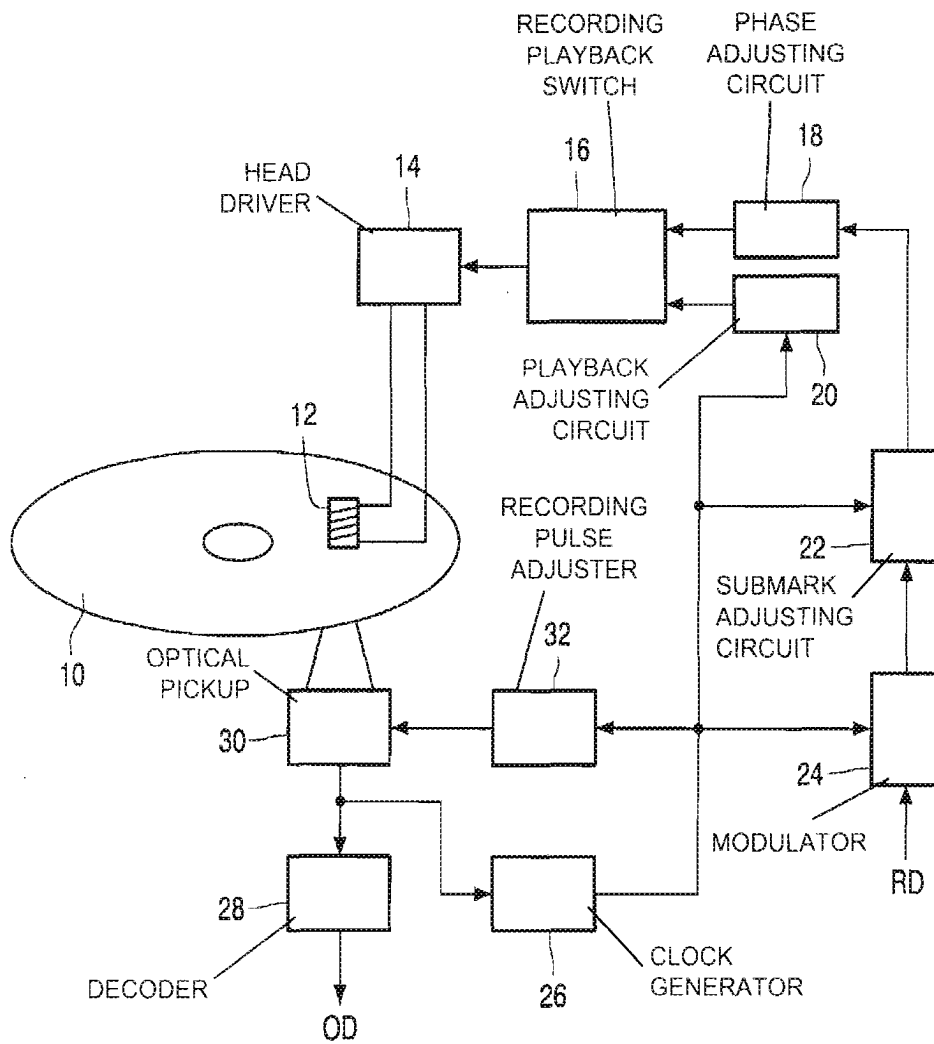 RECORDING
PLAYBACK
SWITCH
PHASE
ADJUSTING
CIRCUIT
16
18
HEAD
DRIVER
14
PLAYBACK
ADJUSTING
CIRCUIT
20
12
RECORDING
PULSE
ADJUSTER
22
SUBMARK
ADJUSTING
CIRCUIT
10
OPTICAL
PICKUP
32
30
24
MODULATOR
RD
28
DECODER
26
CLOCK
GENERATOR
OD